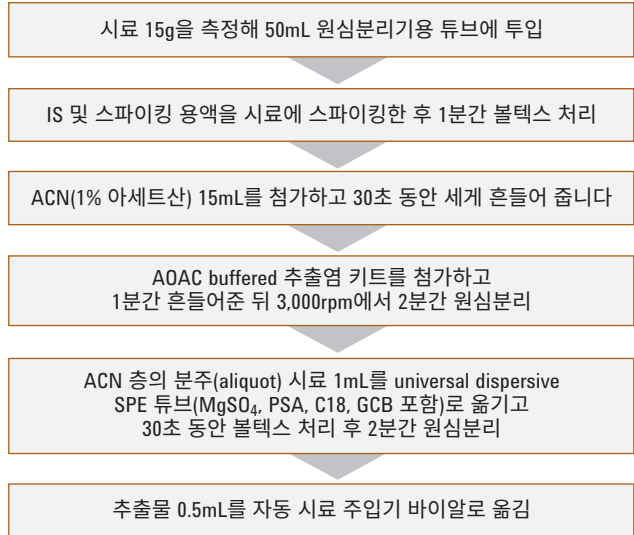 시료 15g을 측정해 50mL 원심분리기용 튜브에 투입
IS 및 스파이킹 용액을 시료에 스파이킹한 후 1분간 볼텍스 처리
ACN(1% 아세트산) 15mL를 첨가하고 30초 동안 세게 흔들어 줍니다
AOAC buffered 추출염 키트를 첨가하고
1분간 흔들어준 뒤 3,000rpm에서 2분간 원심분리
ACN 층의 분주(aliquot) 시료 1mL를 universal dispersive
SPE 튜브(MgSO₄, PSA, C18, GCB 포함)로 옮기고
30초 동안 볼텍스 처리 후 2분간 원심분리
추출물 0.5mL를 자동 시료 주입기 바이알로 옮김